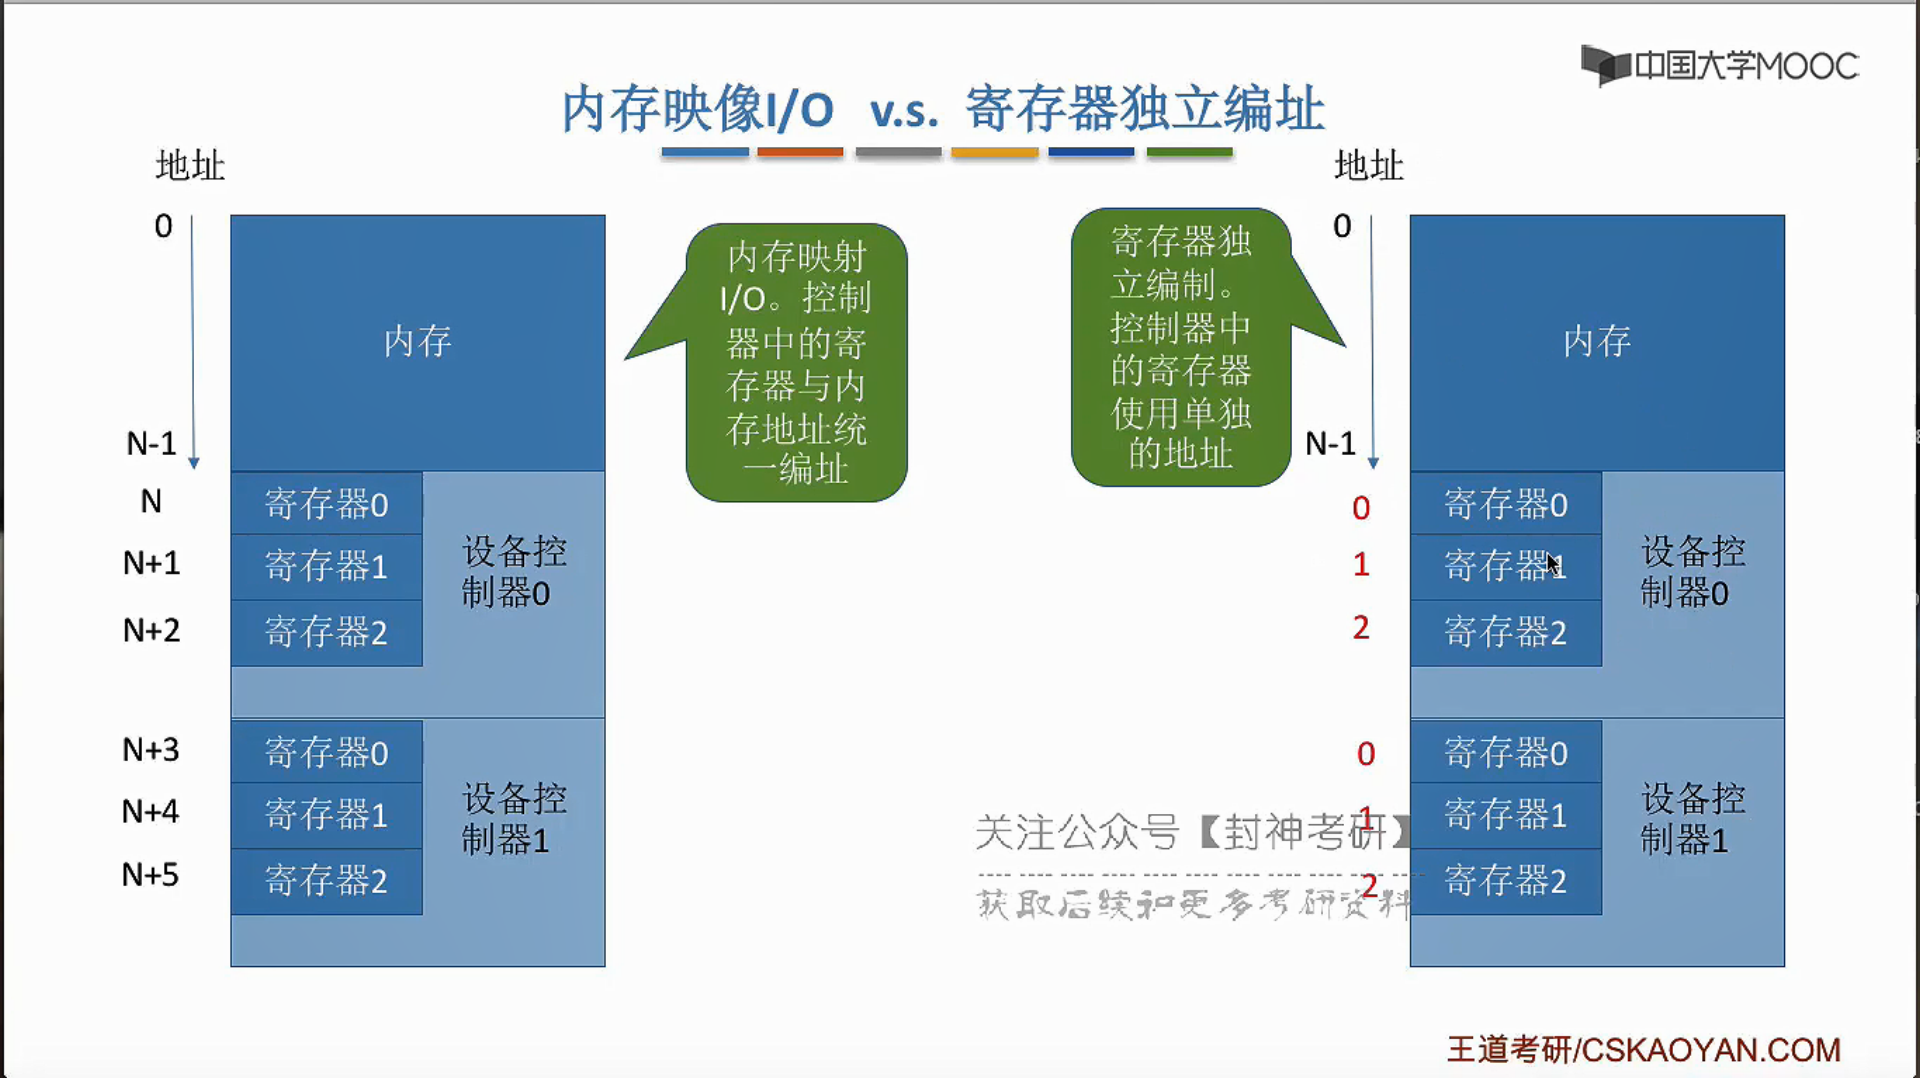 中国大学MOOC
内存映像I/O v.s. 寄存器独立编址
地址
0
N-1
N
N+1
N+2
N+3
N+4
N+5
内存
寄存器0
寄存器1
寄存器2
设备控
制器0
寄存器0
寄存器1
寄存器2
设备控
制器1
内存映射
I/O。控制
器中的寄
存器与内
存地址统
一编址
寄存器独
立编制。
控制器中
的寄存器
使用单独
的地址
地址
0
N-1
0
1
2
0
1
2
内存
寄存器0
寄存器1
寄存器2
设备控
制器0
寄存器0
寄存器1
寄存器2
设备控
制器1
关注公众号【封神考研】
获取后续和更多考研资料
王道考研/CSKAOYAN.COM